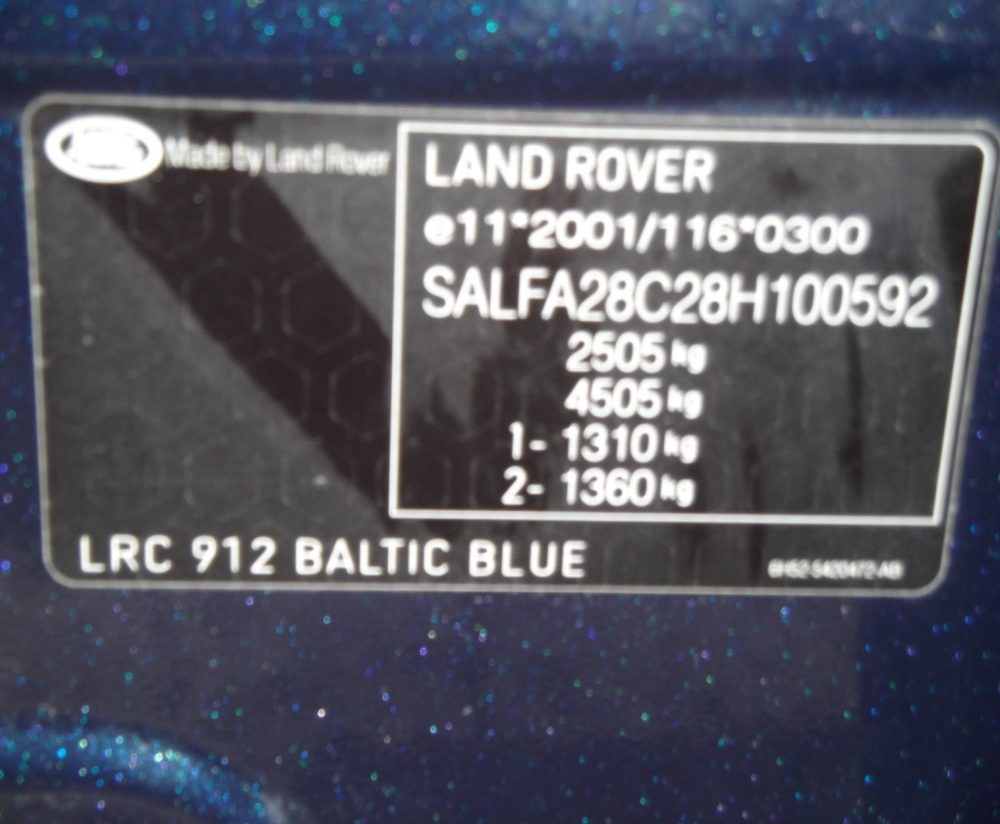 Made by Land Rover
LAND ROVER
e11*2001/116*0300
SALFA28C28H100592
2505 kg
4505 kg
1- 1310 kg
2- 1360 kg
LRC 912 BALTIC BLUE